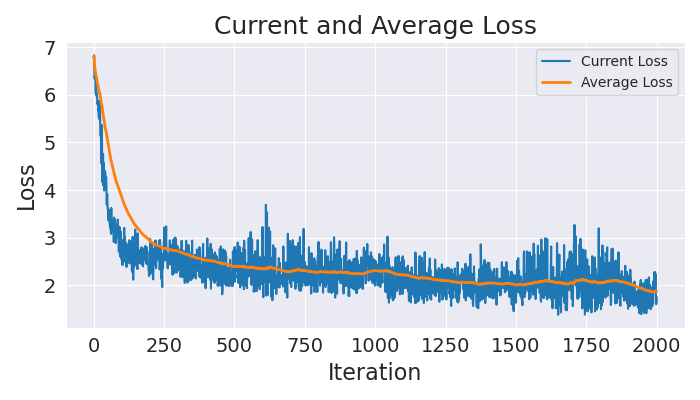 Current and Average Loss
7
6
5
4
3
2
Loss
Current Loss
Average Loss
0 250 500 750 1000 1250 1500 1750 2000
Iteration